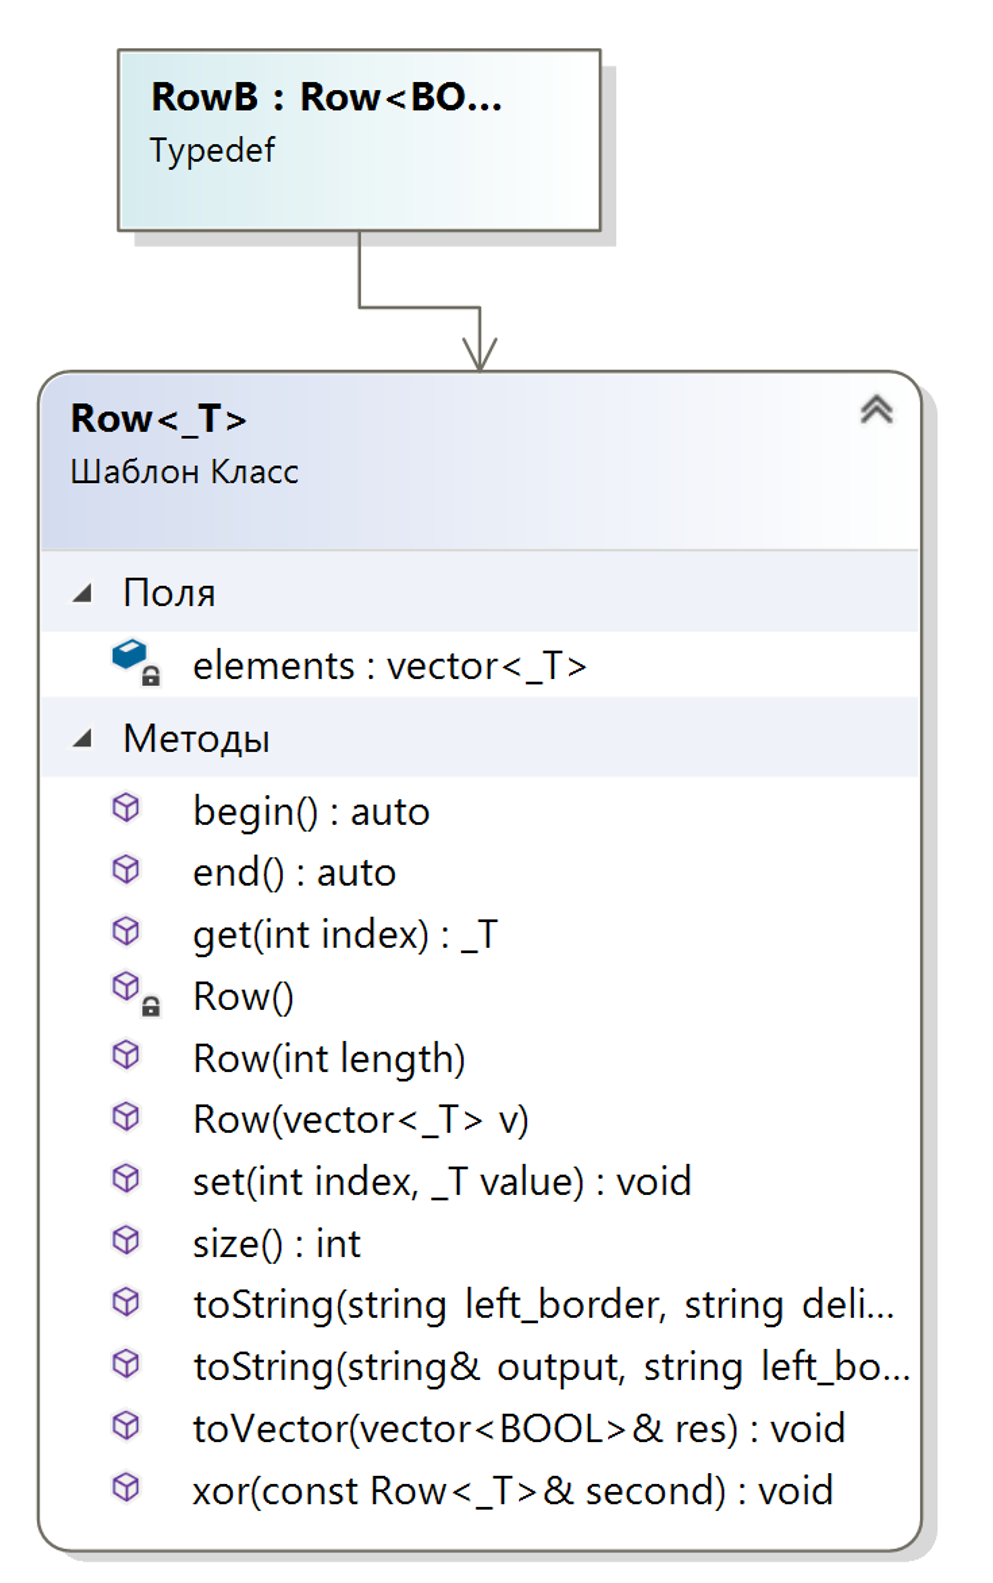 RowB : Row<BO...
Typedef
Row<_T>
Шаблон Класс
Поля
elements : vector<_T>
Методы
begin() : auto
end() : auto
get(int index) : _T
Row()
Row(int length)
Row(vector<_T> v)
set(int index, _T value) : void
size() : int
toString(string left_border, string deli...
toString(string& output, string left_bo...
toVector(vector<BOOL>& res) : void
xor(const Row<_T>& second) : void